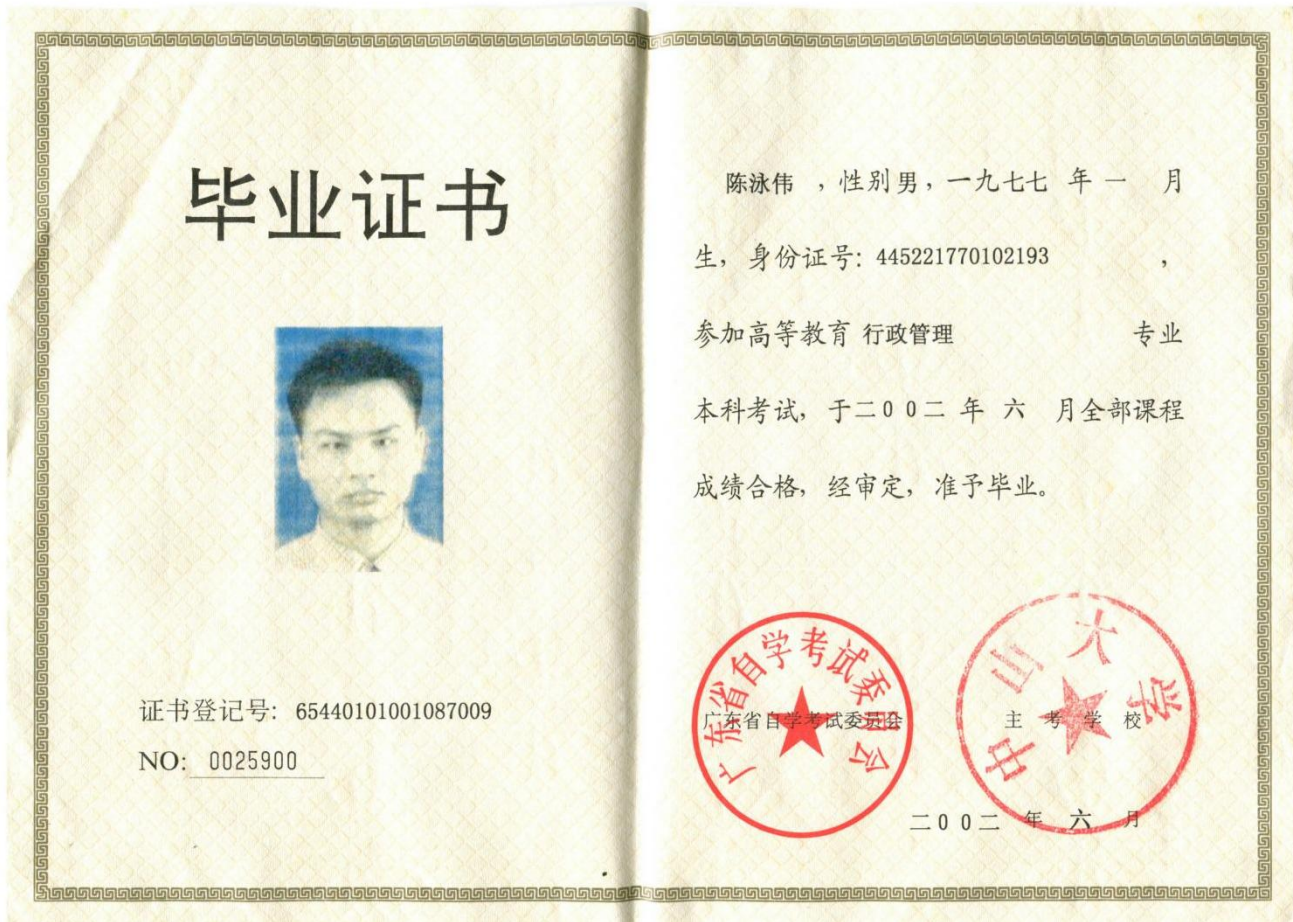 毕业证书
证书登记号: 65440101001087009
NO: 0025900
陈泳伟 ，性别男，一九七七 年 一 月
生，身份证号: 445221770102193 ，
参加高等教育 行政管理 专业
本科考试，于二00二 年 六 月全部课程
成绩合格，经审定，准予毕业。
广东省自学考试委员会
广东省自学考试委员会 主考学校
中山大学
二00二 年 六 月